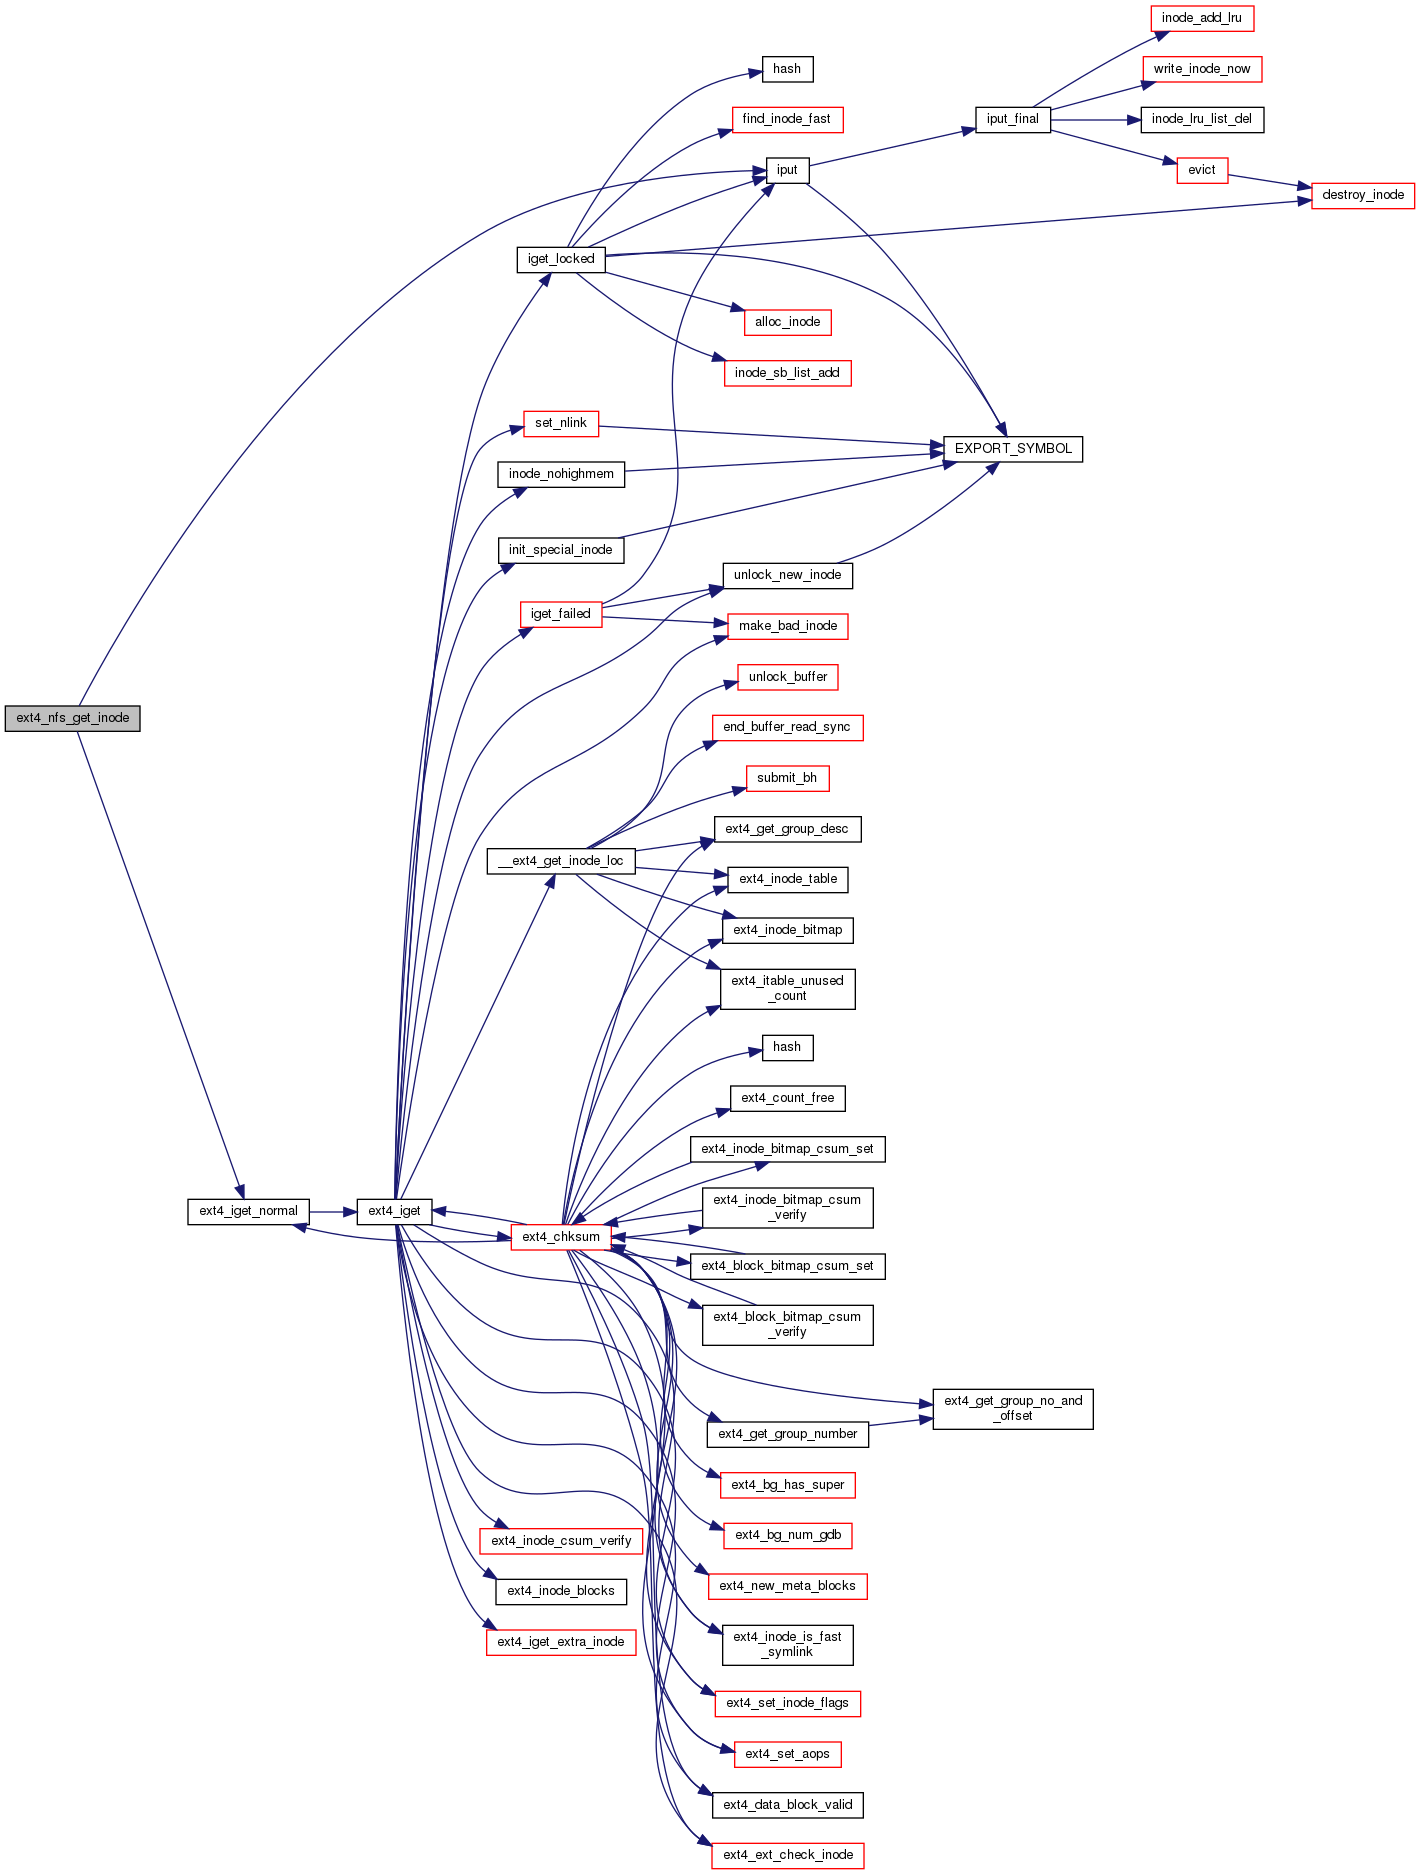 inode_add_lru
hash
write_inode_now
find_inode_fast
iput_final
inode_lru_list_del
iput
evict
destroy_inode
iget_locked
alloc_inode
inode_sb_list_add
set_nlink
EXPORT_SYMBOL
inode_nohighmem
init_special_inode
unlock_new_inode
iget_failed
make_bad_inode
unlock_buffer
ext4_nfs_get_inode
end_buffer_read_sync
submit_bh
ext4_get_group_desc
__ext4_get_inode_loc
ext4_inode_table
ext4_inode_bitmap
ext4_itable_unused
_count
hash
ext4_count_free
ext4_inode_bitmap_csum_set
ext4_inode_bitmap_csum
_verify
ext4_iget_normal
ext4_iget
ext4_chksum
ext4_block_bitmap_csum_set
ext4_block_bitmap_csum
_verify
ext4_get_group_no_and
_offset
ext4_get_group_number
ext4_bg_has_super
ext4_bg_num_gdb
ext4_inode_csum_verify
ext4_new_meta_blocks
ext4_inode_blocks
ext4_iget_extra_inode
ext4_inode_is_fast
_symlink
ext4_set_inode_flags
ext4_set_aops
ext4_data_block_valid
ext4_ext_check_inode